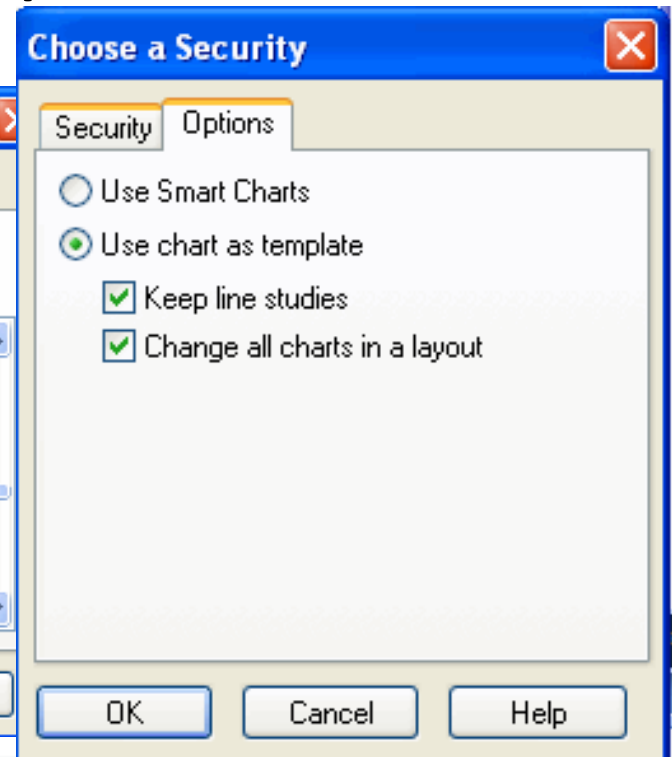 Choose a Security
Security Options
Use Smart Charts
Use chart as template
Keep line studies
Change all charts in a layout
OK Cancel Help